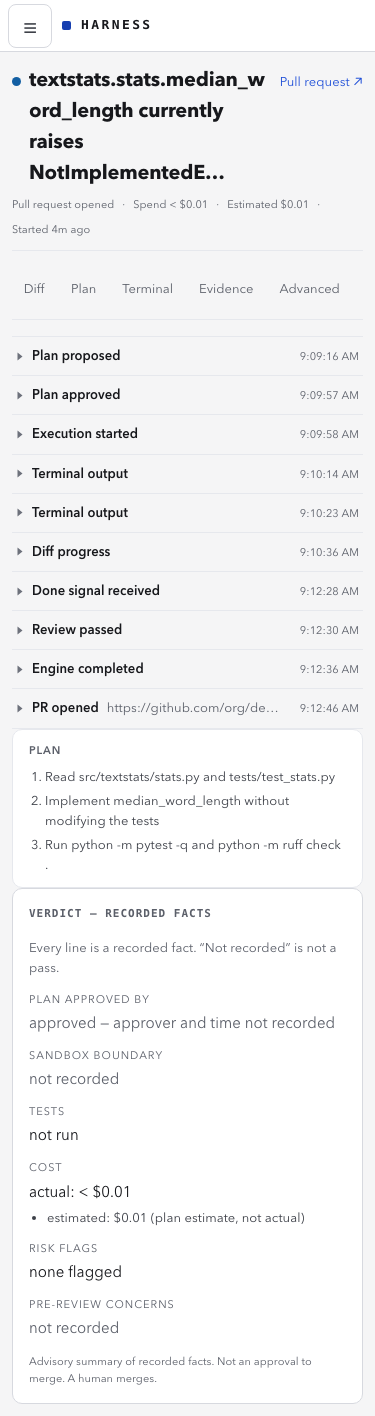 HARNESS
textstats.stats.median_w
ord_length currently
raises
NotImplementedE...
Pull request ↗
Pull request opened · Spend < $0.01 · Estimated $0.01 ·
Started 4m ago
Diff Plan Terminal Evidence Advanced
Plan proposed 9:09:16 AM
Plan approved 9:09:57 AM
Execution started 9:09:58 AM
Terminal output 9:10:14 AM
Terminal output 9:10:23 AM
Diff progress 9:10:36 AM
Done signal received 9:12:28 AM
Review passed 9:12:30 AM
Engine completed 9:12:36 AM
PR opened https://github.com/org/de... 9:12:46 AM
PLAN
1. Read src/textstats/stats.py and tests/test_stats.py
2. Implement median_word_length without
modifying the tests
3. Run python -m pytest -q and python -m ruff check
.
VERDICT — RECORDED FACTS
Every line is a recorded fact. “Not recorded” is not a
pass.
PLAN APPROVED BY
approved — approver and time not recorded
SANDBOX BOUNDARY
not recorded
TESTS
not run
COST
actual: < $0.01
• estimated: $0.01 (plan estimate, not actual)
RISK FLAGS
none flagged
PRE-REVIEW CONCERNS
not recorded
Advisory summary of recorded facts. Not an approval to
merge. A human merges.